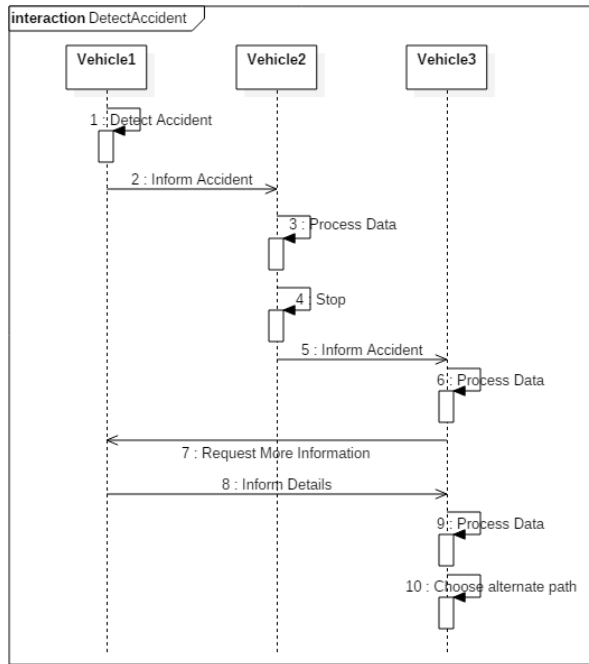 interaction DetectAccident
Vehicle1
Vehicle2
Vehicle3
1 : Detect Accident
2 : Inform Accident
3 : Process Data
4 : Stop
5 : Inform Accident
6 : Process Data
7 : Request More Information
8 : Inform Details
9 : Process Data
10 : Choose alternate path